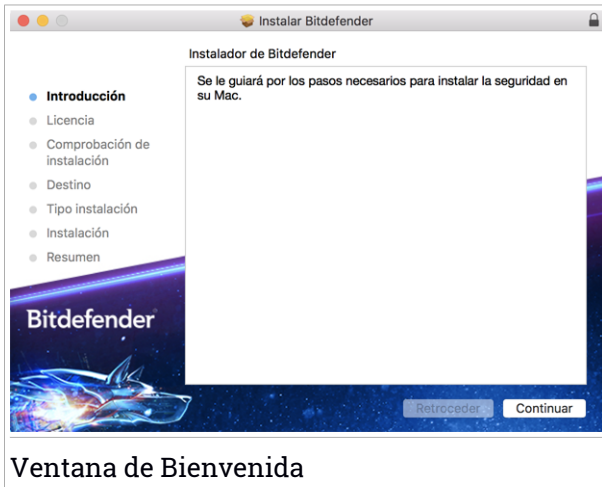 Instalar Bitdefender
Instalador de Bitdefender
Se le guiará por los pasos necesarios para instalar la seguridad en
su Mac.
Introducción
Licencia
Comprobación de
instalación
Destino
Tipo instalación
Instalación
Resumen
Bitdefender
Retroceder
Continuar
Ventana de Bienvenida